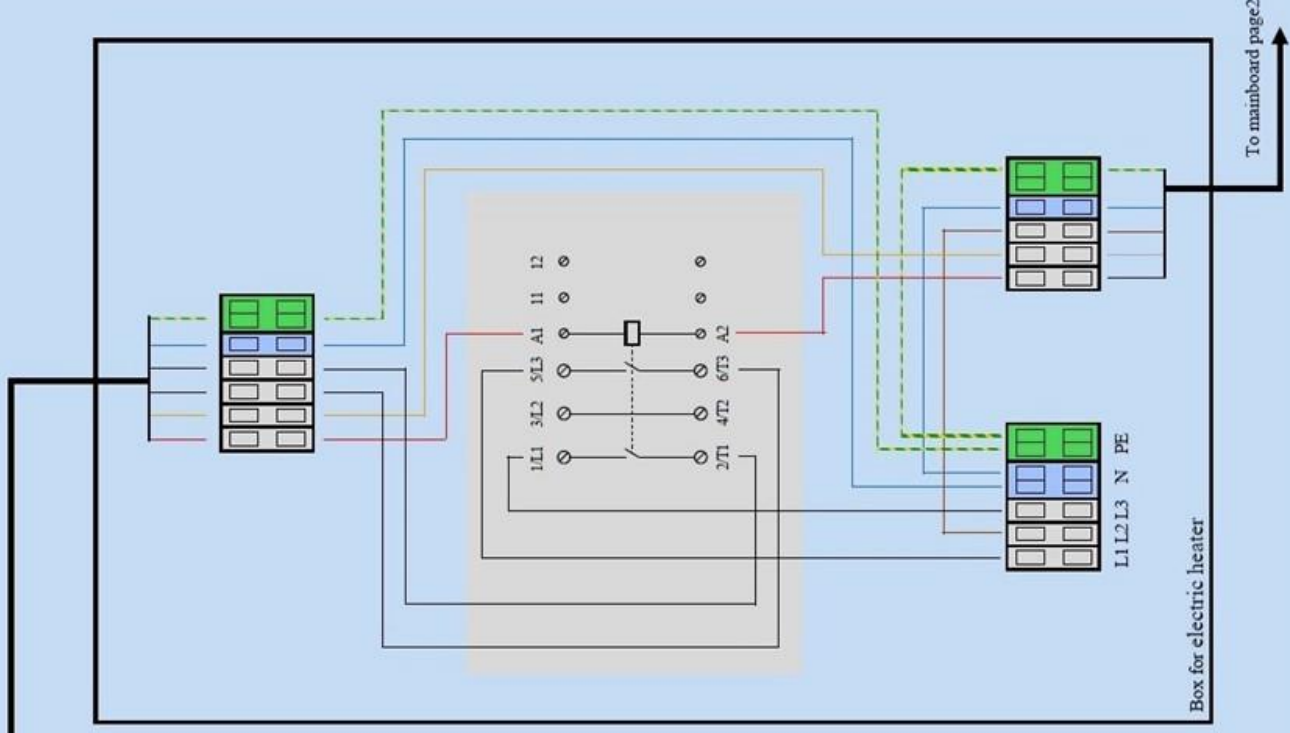 To mainboard page2
12
11
A1
A2
5/L3
6/T3
3/L2
4/T2
1/L1
2/T1
PE
N
L1 L2 L3
Box for electric heater